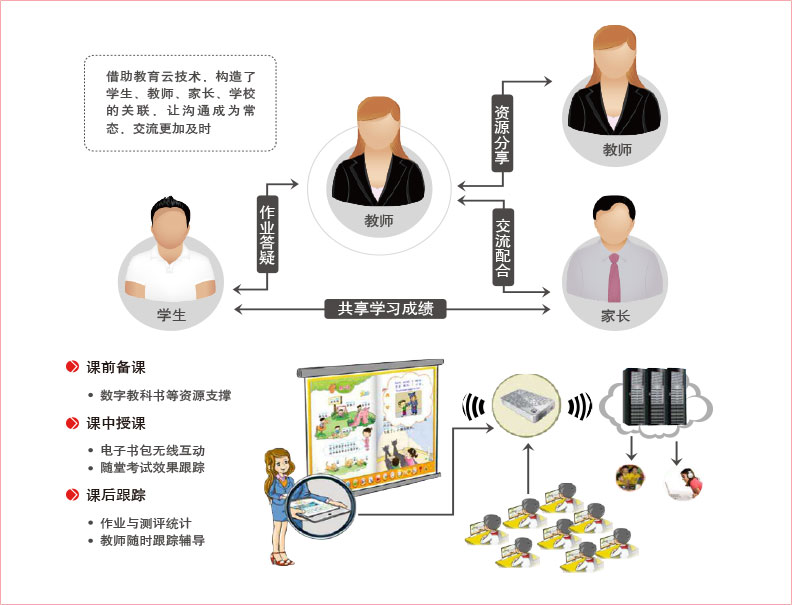 借助教育云技术，构造了
学生、教师、家长、学校
的关联，让沟通成为常
态，交流更加及时
教师
资源分享
教师
作业答疑
交流配合
学生
共享学习成绩
家长
课前备课
• 数字教科书等资源支撑
课中授课
• 电子书包无线互动
• 随堂考试效果跟踪
课后跟踪
• 作业与测评统计
• 教师随时跟踪辅导